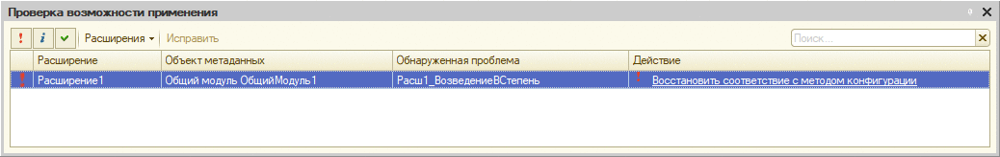 Проверка возможности применения
Расширения Исправить Поиск...
Расширение Объект метаданных Обнаруженная проблема Действие
Расширение1 Общий модуль ОбщийМодуль1 Расш1_ВозведениеВСтепень Восстановить соответствие с методом конфигурации